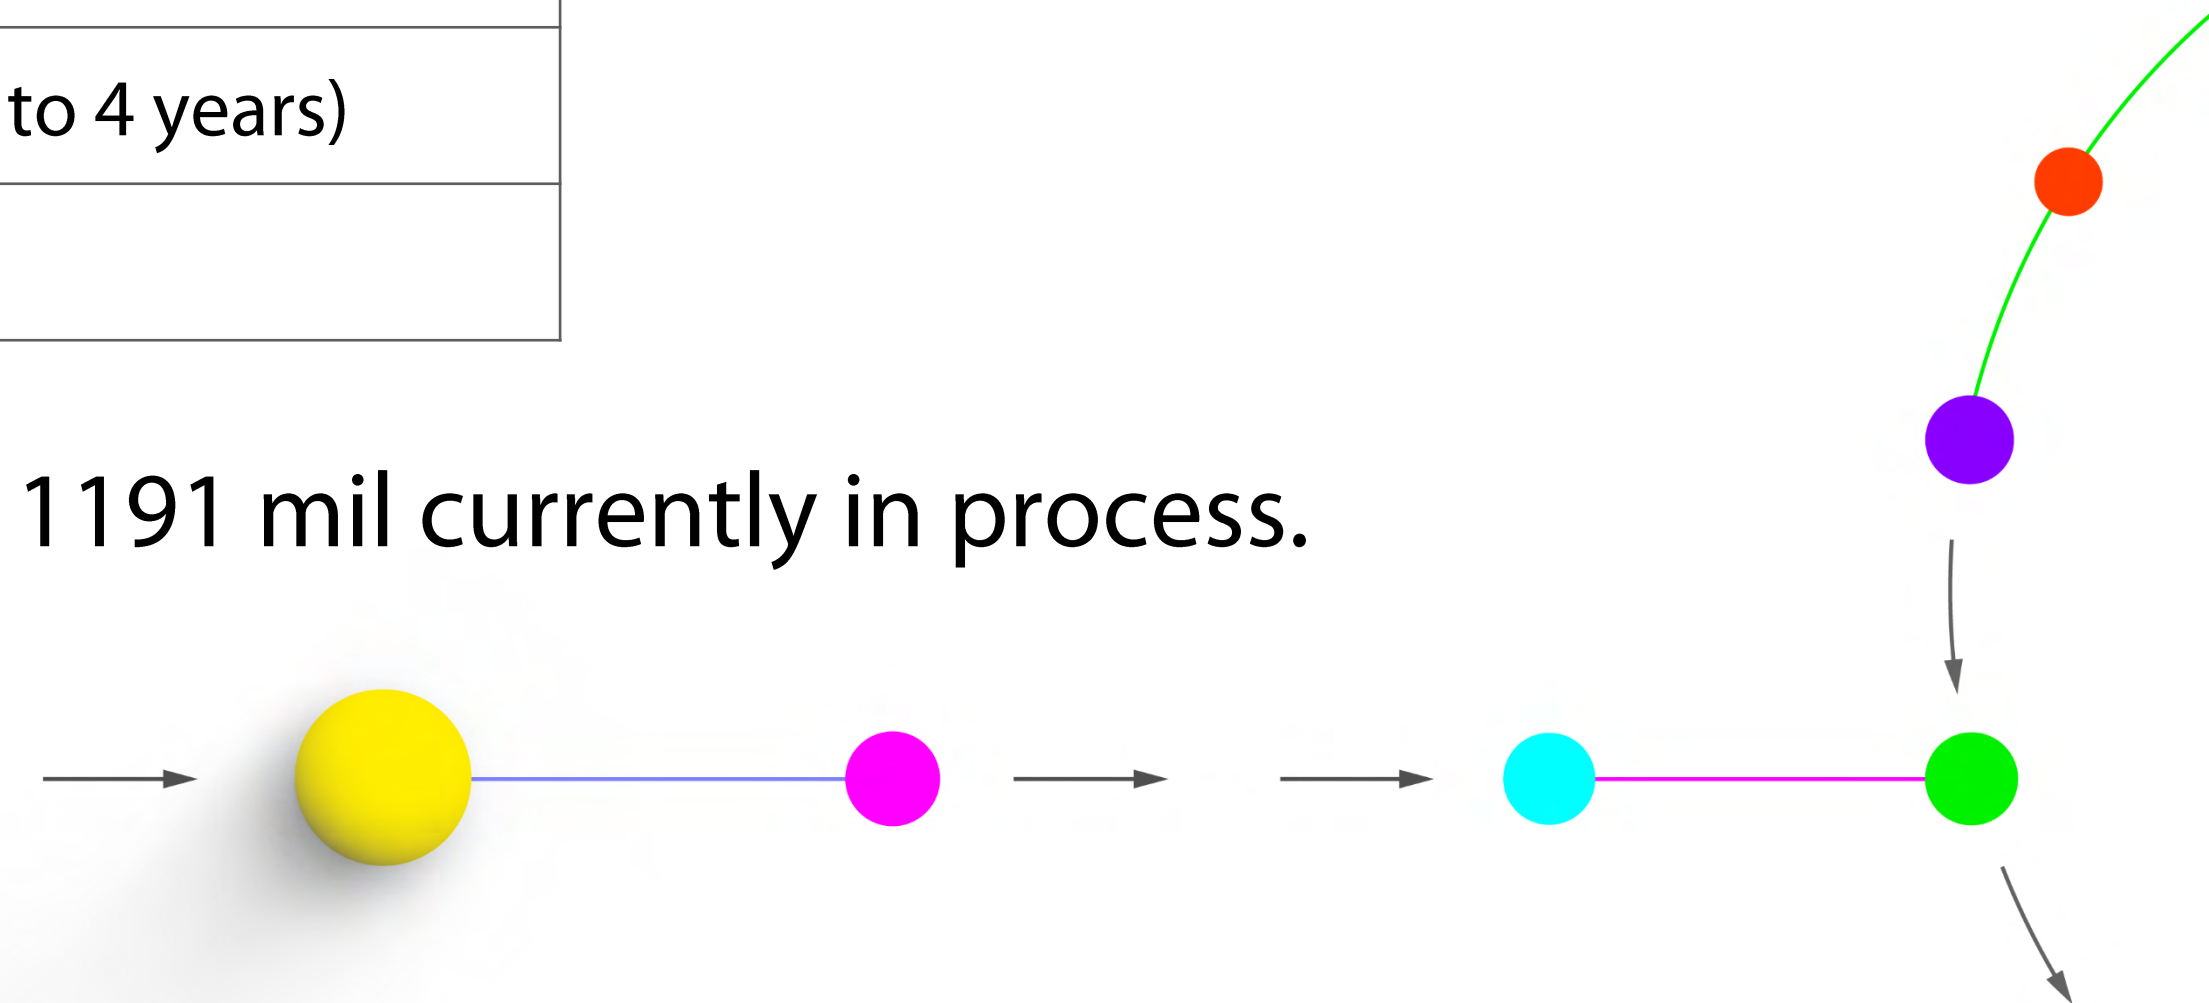 to 4 years)
1191 mil currently in process.